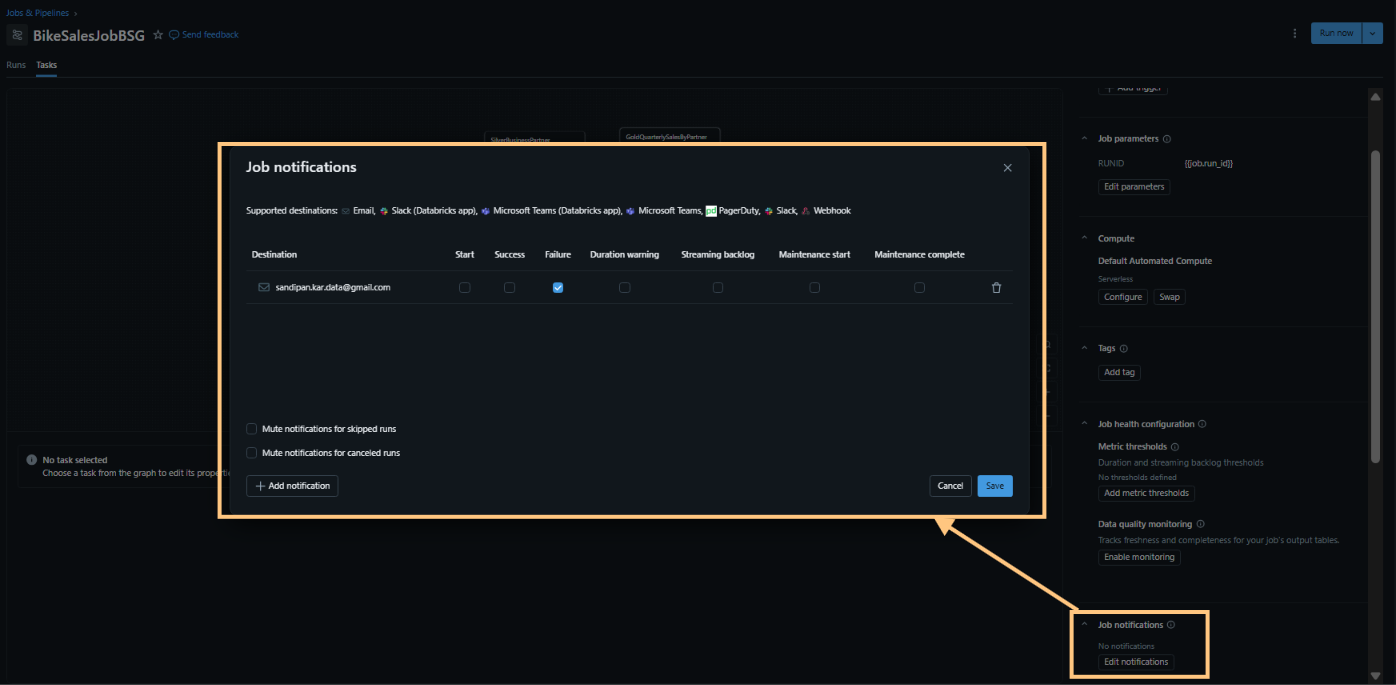 Jobs & Pipelines ›
BikeSalesJobBSG Send feedback
Run now
Runs Tasks
Add trigger
SilverBusinessPartner GoldQuarterlySalesByPartner
Job notifications
Supported destinations: Email, Slack (Databricks app), Microsoft Teams (Databricks app), Microsoft Teams, pd PagerDuty, Slack, Webhook
Destination Start Success Failure Duration warning Streaming backlog Maintenance start Maintenance complete
sandipan.kar.data@gmail.com
Mute notifications for skipped runs
Mute notifications for canceled runs
+ Add notification Cancel Save
No task selected
Choose a task from the graph to edit its properti
Job parameters
RUNID {{job.run_id}}
Edit parameters
Compute
Default Automated Compute
Serverless
Configure Swap
Tags
Add tag
Job health configuration
Metric thresholds
Duration and streaming backlog thresholds
No thresholds defined
Add metric thresholds
Data quality monitoring
Tracks freshness and completeness for your job's output tables.
Enable monitoring
Job notifications
No notifications
Edit notifications